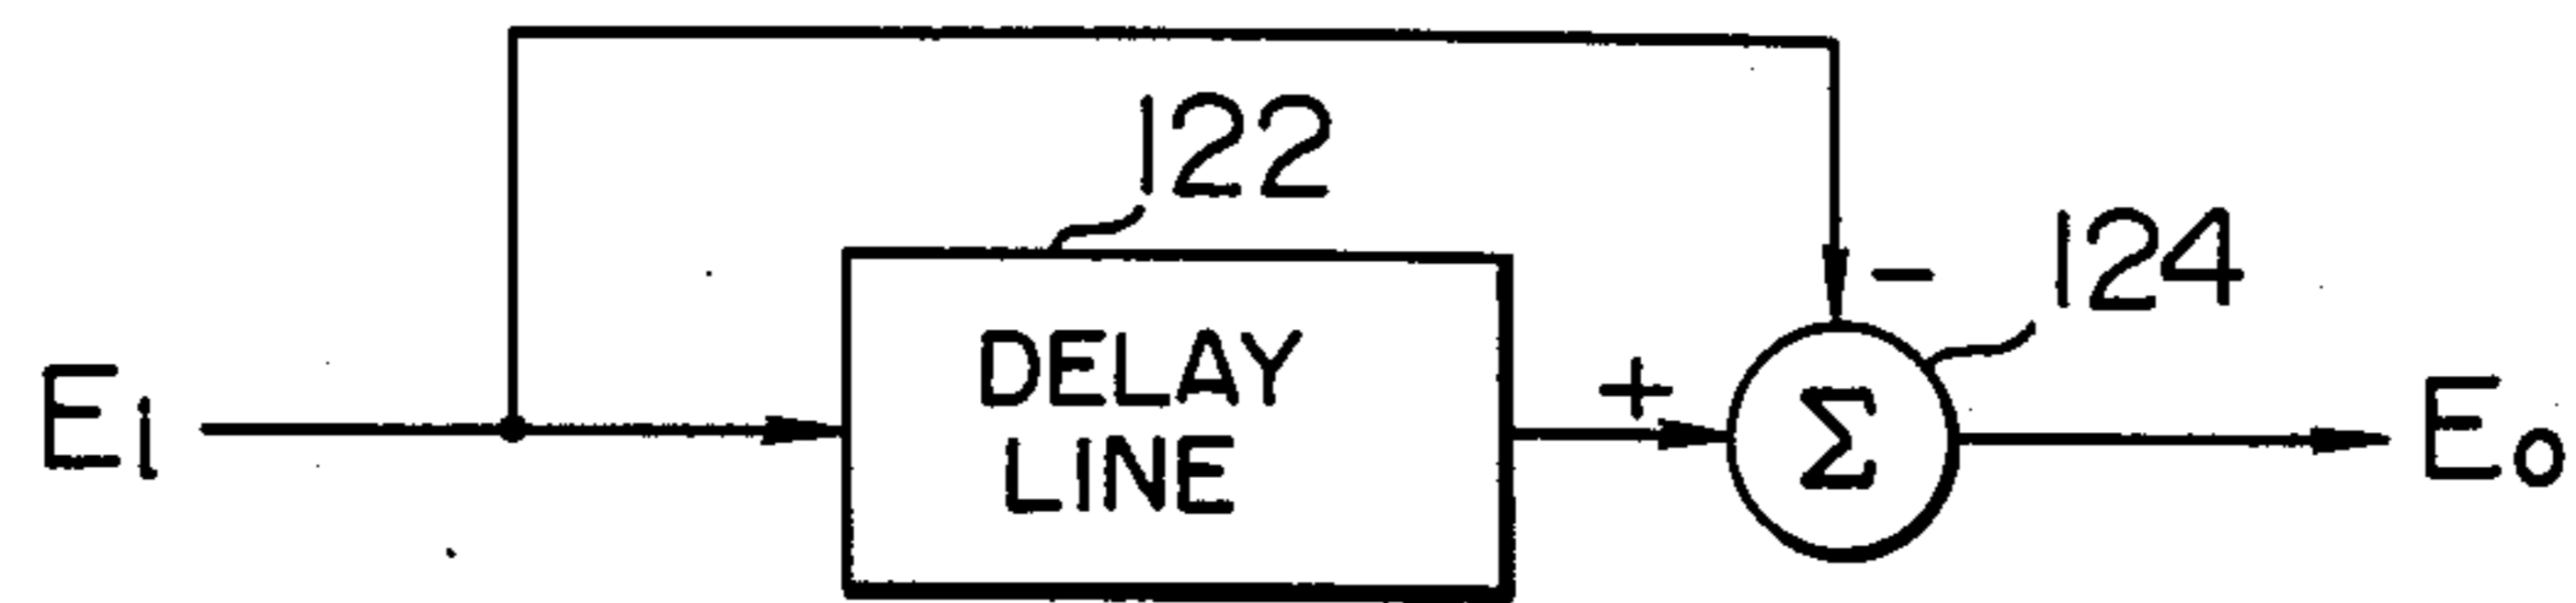 122
- 124
Ei DELAY + Σ Eo
LINE